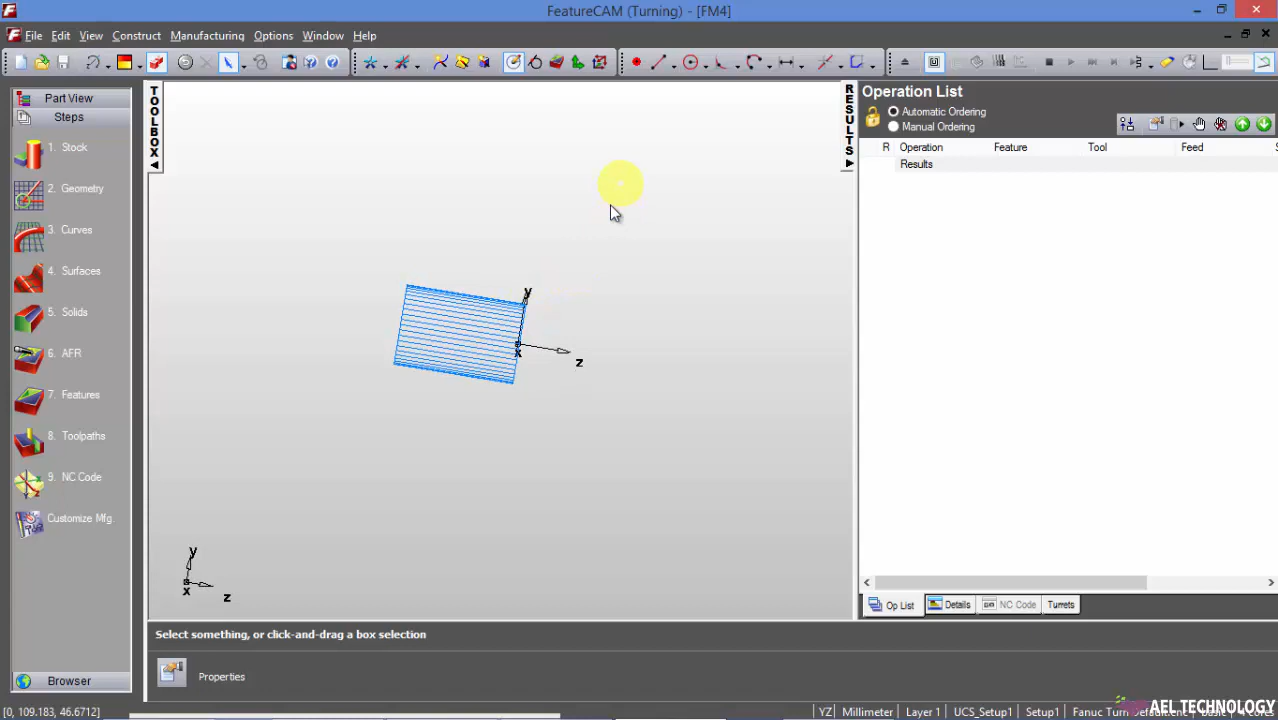 FeatureCAM (Turning) - [FM4]
File Edit View Construct Manufacturing Options Window Help
Part View
Steps
1. Stock
2. Geometry
3. Curves
4. Surfaces
5. Solids
6. AFR
7. Features
8. Toolpaths
9. NC Code
Customize Mfg.
Browser
TOOLBOX
y
x
z
y
x
z
RESULTS
Operation List
Automatic Ordering
Manual Ordering
R Operation Feature Tool Feed S
Results
Op List Details NC Code Turrets
Select something, or click-and-drag a box selection
Properties
AEL TECHNOLOGY
[0, 109.183, 46.6712] YZ Millimeter Layer 1 UCS_Setup1 Setup1